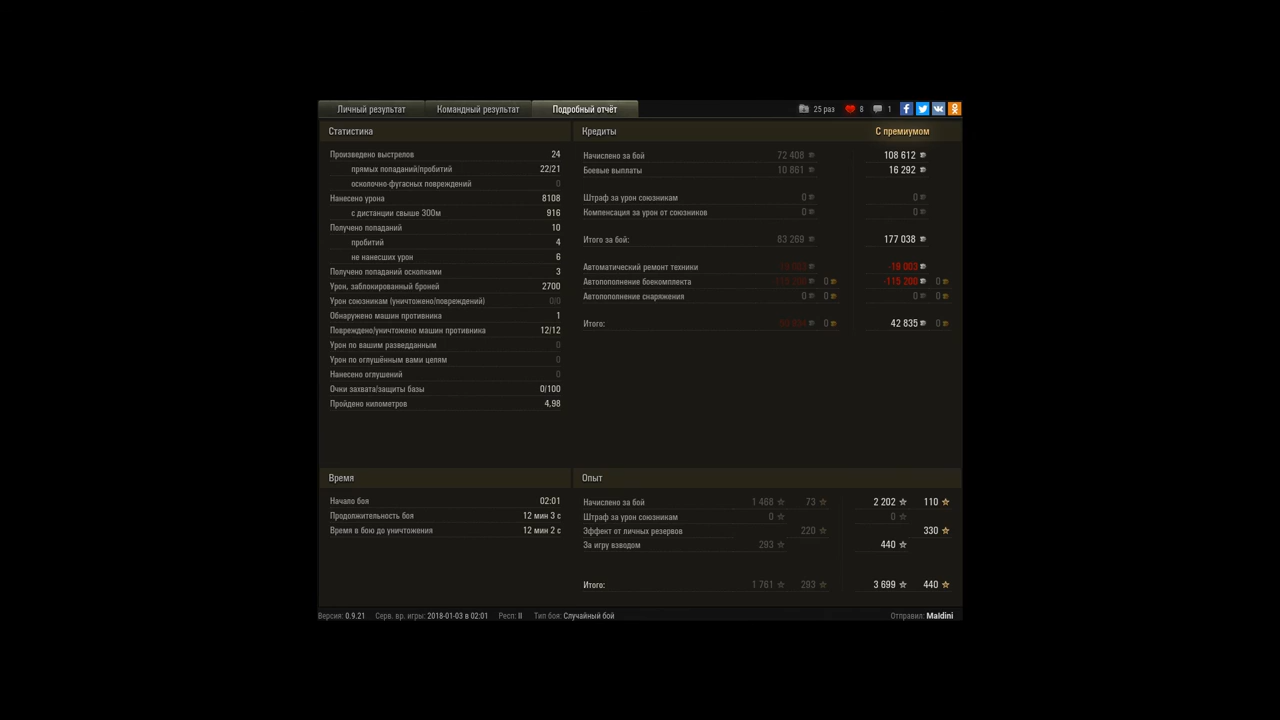 Личный результат Командный результат Подробный отчёт 25 раз 8 1
Статистика
Произведено выстрелов 24
прямых попаданий/пробитий 22/21
осколочно-фугасных повреждений 0
Нанесено урона 8108
с дистанции свыше 300м 916
Получено попаданий 10
пробитий 4
не нанесших урон 6
Получено попаданий осколками 3
Урон, заблокированный броней 2700
Урон союзникам (уничтожено/повреждений) 0/0
Обнаружено машин противника 1
Повреждено/уничтожено машин противника 12/12
Урон по вашим разведданным 0
Урон по оглушённым вами целям 0
Нанесено оглушений 0
Очки захвата/защиты базы 0/100
Пройдено километров 4,98
Кредиты С премиумом
Начислено за бой 72 408 108 612
Боевые выплаты 10 861 16 292
Штраф за урон союзникам 0 0
Компенсация за урон от союзников 0 0
Итого за бой: 83 269 177 038
Автоматический ремонт техники -19 003
Автопополнение боекомплекта 0 -115 200 0
Автопополнение снаряжения 0 0 0 0
Итого: 0 42 835 0
Время
Начало боя 02:01
Продолжительность боя 12 мин 3 с
Время в бою до уничтожения 12 мин 2 с
Опыт
Начислено за бой 1 468 73 2 202 110
Штраф за урон союзникам 0 0
Эффект от личных резервов 220 330
За игру взводом 293 440
Итого: 1 761 293 3 699 440
Версия: 0.9.21 Серв. вр. игры: 2018-01-03 в 02:01 Респ: II Тип боя: Случайный бой Отправил: Maldini